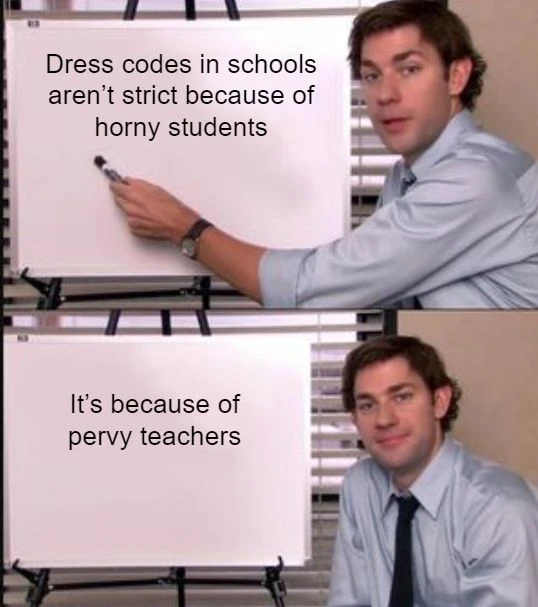 Dress codes in schools
aren’t strict because of
horny students
It’s because of
pervy teachers